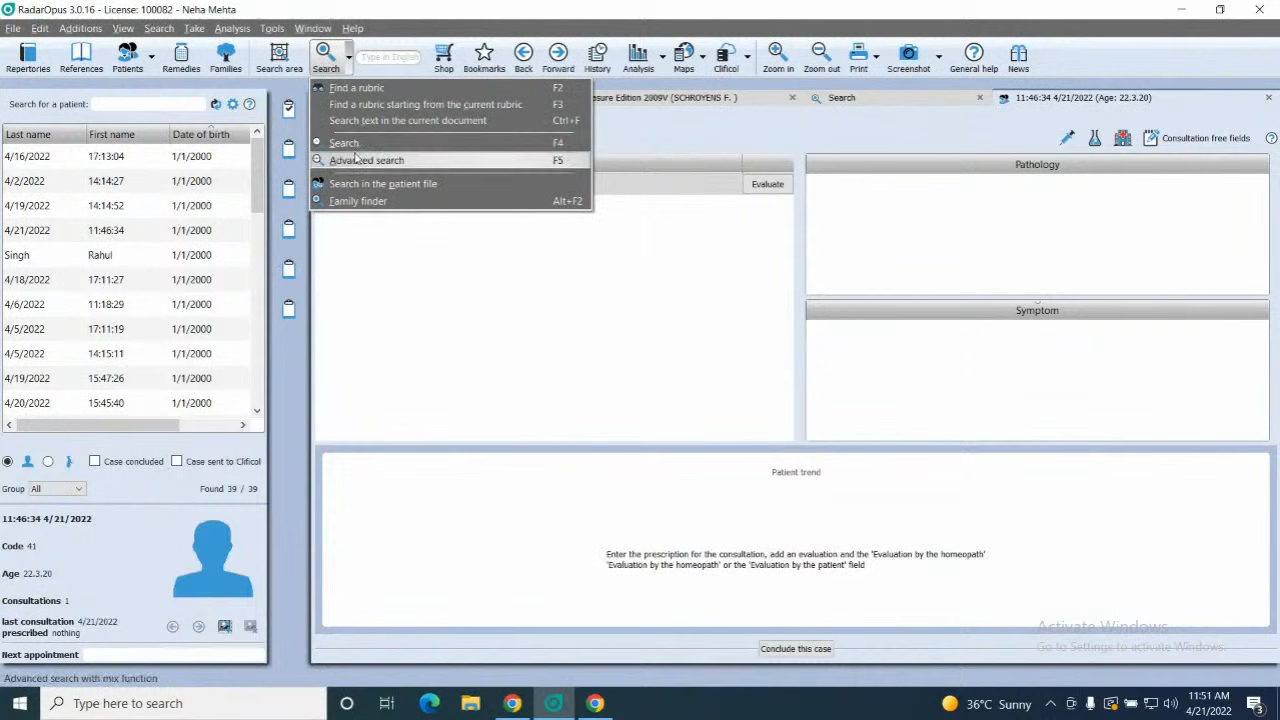 RadarOpus 3.0.16 - License: 100082 - Neha Mehta
File Edit Additions View Search Take Analysis Tools Window Help
Repertories References Patients Remedies Families Search area Search Type in English Shop Bookmarks Back Forward History Analysis Maps Clificol Zoom in Zoom out Print Screenshot General help News
Search for a patient:
Last name First name Date of birth
4/16/2022 17:13:04 1/1/2000
4/2/2022 14:14:27 1/1/2000
4/19/2022 14:14:52 1/1/2000
4/21/2022 11:46:34 1/1/2000
Singh Rahul 1/1/2000
4/18/2022 17:11:27 1/1/2000
4/6/2022 11:18:29 1/1/2000
4/5/2022 17:11:19 1/1/2000
4/5/2022 14:15:11 1/1/2000
4/19/2022 15:47:26 1/1/2000
4/20/2022 15:45:40 1/1/2000
Case concluded Case sent to Clificol
Group All Found 39 / 39
11:46:34 4/21/2022
Code 41
Age 22.3.20
Consultations 1
last consultation 4/21/2022
prescribed nothing
Next appointment
Find a rubric F2
Find a rubric starting from the current rubric F3
Search text in the current document Ctrl+F
Search F4
Advanced search F5
Search in the patient file
Family finder Alt+F2
asure Edition 2009V (SCHROYENS F. ) Search 11:46:34 4/21/2022 (Age: 22.3.20)
Consultation free fields
Evaluate
Pathology
Symptom
Patient trend
Enter the prescription for the consultation, add an evaluation and the 'Evaluation by the homeopath'
'Evaluation by the homeopath' or the 'Evaluation by the patient' field
Activate Windows
Go to Settings to activate Windows.
Conclude this case
Advanced search with mix function
Type here to search
36°C Sunny
11:51 AM
4/21/2022
3